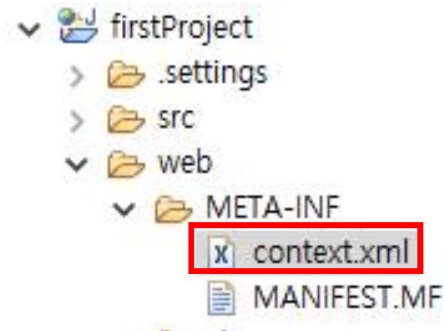 firstProject
.settings
src
web
META-INF
context.xml
MANIFEST.MF